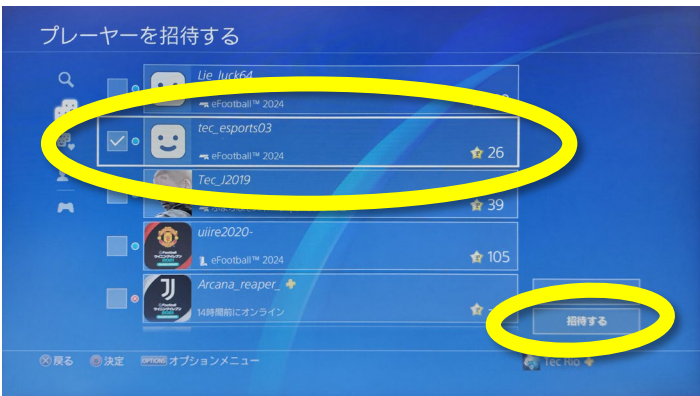 プレーヤーを招待する
Lie_luck64
eFootball™ 2024
tec_esports03
eFootball™ 2024
26
Tec_J2019
39
uiire2020-
eFootball™ 2024
105
Arcana_reaper_
14時間前にオンライン
招待する
戻る 決定 OPTIONS オプションメニュー
Tec Rio